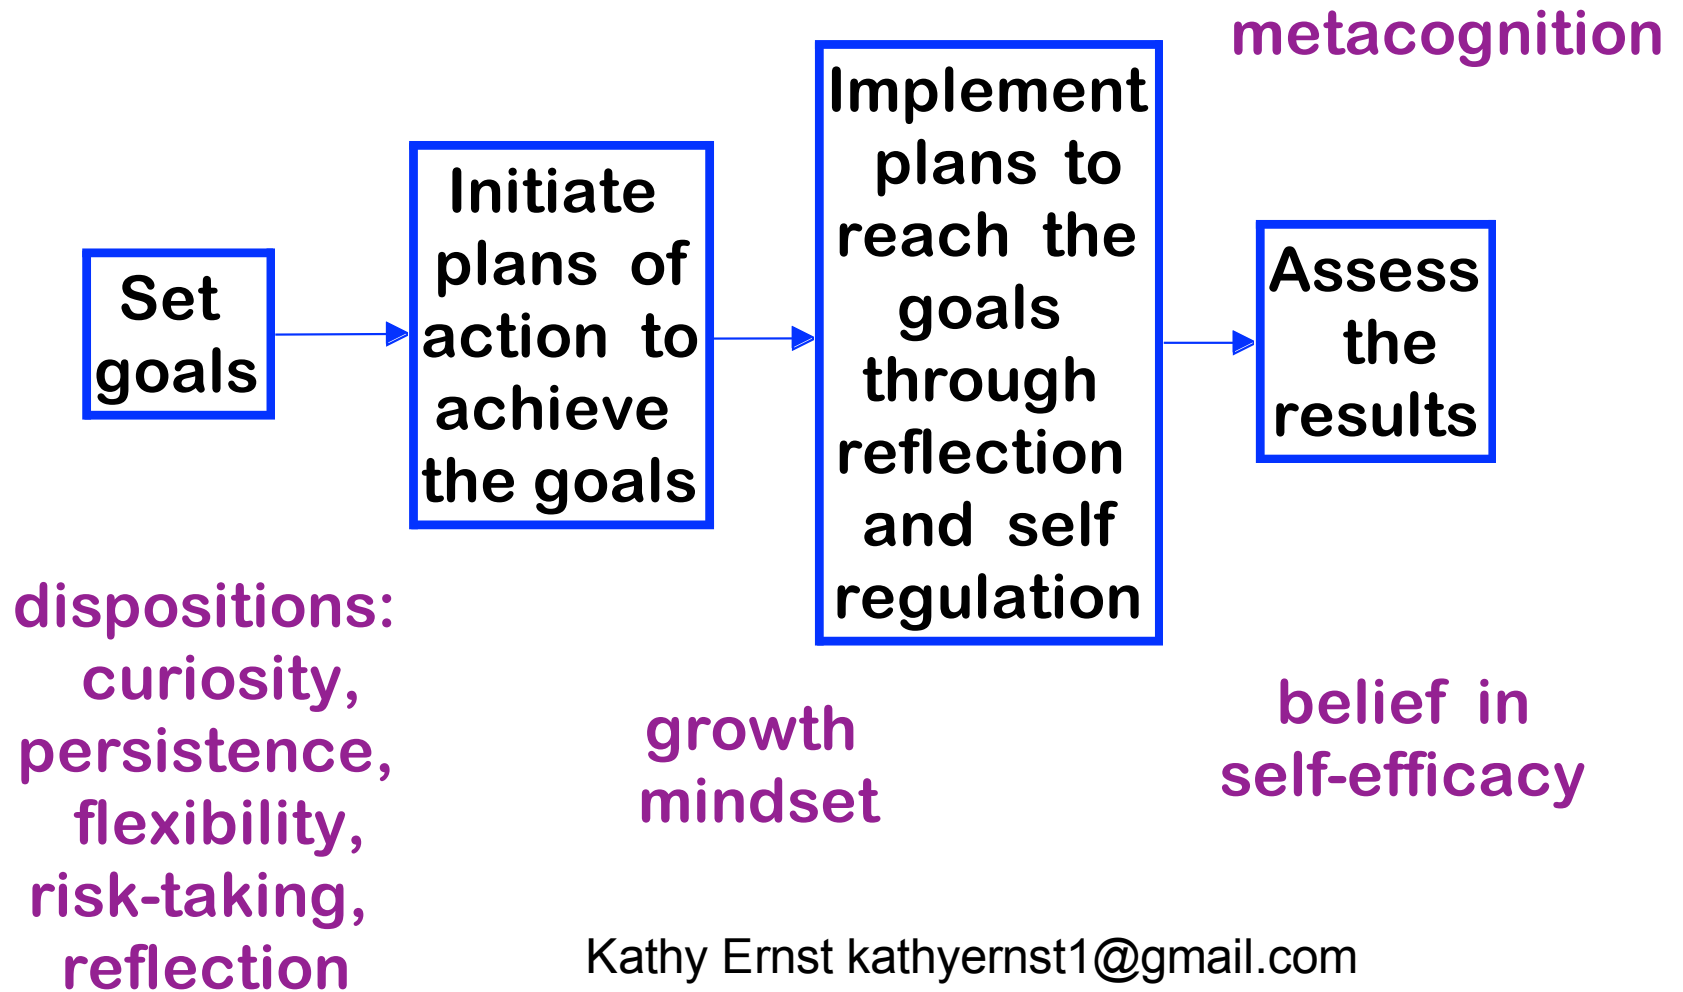 metacognition
Set
goals
Initiate
plans of
action to
achieve
the goals
Implement
plans to
reach the
goals
through
reflection
and self
regulation
Assess
the
results
dispositions:
curiosity,
persistence,
flexibility,
risk-taking,
reflection
growth
mindset
belief in
self-efficacy
Kathy Ernst kathyernst1@gmail.com